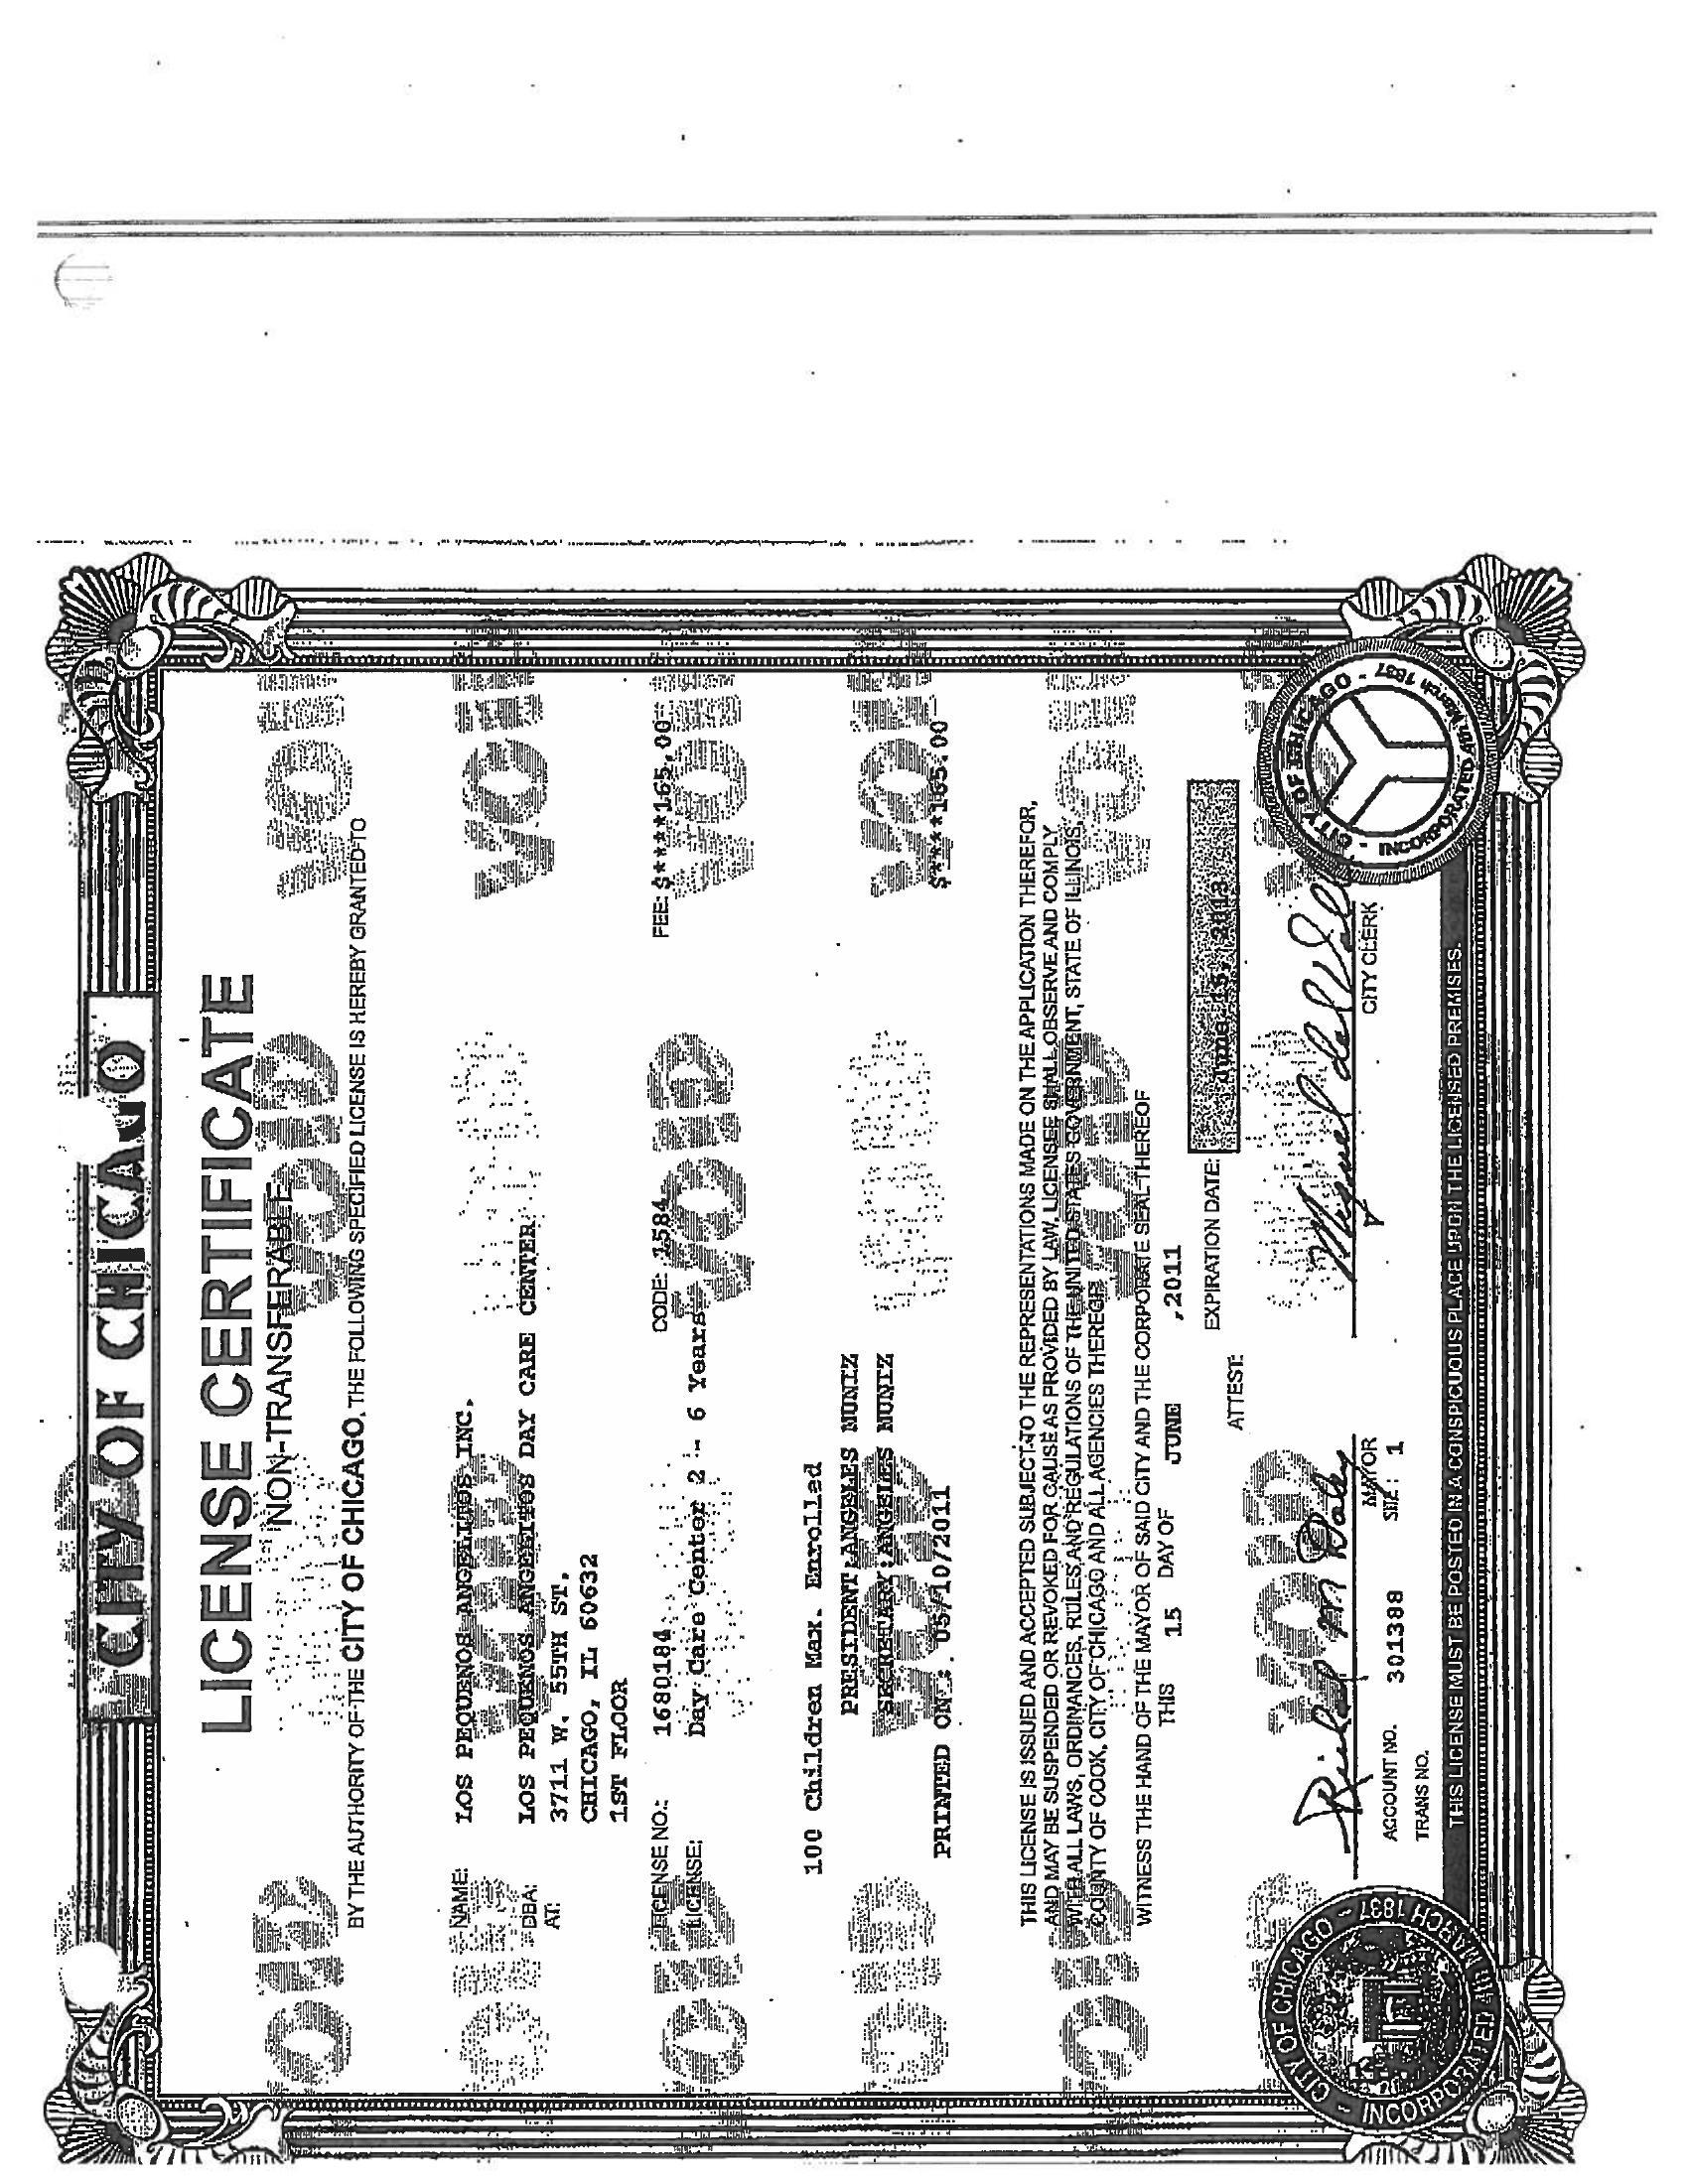 CITY OF CHICAGO
LICENSE CERTIFICATE
NON-TRANSFERABLE
BY THE AUTHORITY OF THE CITY OF CHICAGO, THE FOLLOWING SPECIFIED LICENSE IS HEREBY GRANTED TO
NAME: LOS PEQUENOS ANGELITOS INC.
DBA: LOS PEQUENOS ANGELITOS DAY CARE CENTER
AT: 3711 W. 55TH ST.
CHICAGO, IL 60632
1ST FLOOR
LICENSE NO.: 1680184 CODE: 1584 FEE: $*****165.00
LICENSE: Day Care Center 2 - 6 Years
100 Children Max. Enrolled
PRESIDENT: ANGELES MUNIZ
SECRETARY: ANGELES MUNIZ
PRINTED ON: 05/10/2011 $****165.00
THIS LICENSE IS ISSUED AND ACCEPTED SUBJECT TO THE REPRESENTATIONS MADE ON THE APPLICATION THEREFOR,
AND MAY BE SUSPENDED OR REVOKED FOR CAUSE AS PROVIDED BY LAW. LICENSEE SHALL OBSERVE AND COMPLY
WITH ALL LAWS, ORDINANCES, RULES AND REGULATIONS OF THE UNITED STATES GOVERNMENT, STATE OF ILLINOIS,
COUNTY OF COOK, CITY OF CHICAGO AND ALL AGENCIES THEREOF.
WITNESS THE HAND OF THE MAYOR OF SAID CITY AND THE CORPORATE SEAL THEREOF
THIS 15 DAY OF JUNE ,2011
EXPIRATION DATE: June 15, 2013
ATTEST:
Richard M Daley
MAYOR
CITY CLERK
ACCOUNT NO. 301388 SITE: 1
TRANS NO.
THIS LICENSE MUST BE POSTED IN A CONSPICUOUS PLACE UPON THE LICENSED PREMISES.
CITY OF CHICAGO - INCORPORATED 4th MARCH 1837
CITY OF CHICAGO - INCORPORATED 4th March 1837
VOID